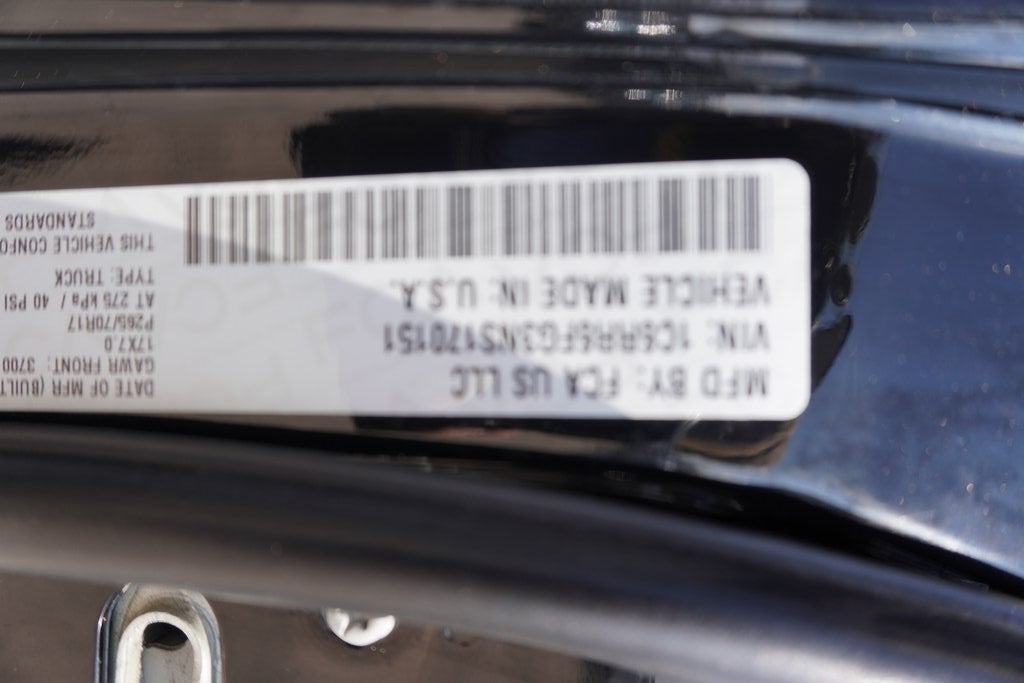 MFD BY: FCA US LLC
VIN: 1C6RR6FG3NS170151
VEHICLE MADE IN: U.S.A.
DATE OF MFR (BUILT
GAWR FRONT: 3700
17X7.0
P265/70R17
AT 275 kPa / 40 PSI
TYPE: TRUCK
THIS VEHICLE CONFO
STANDARDS